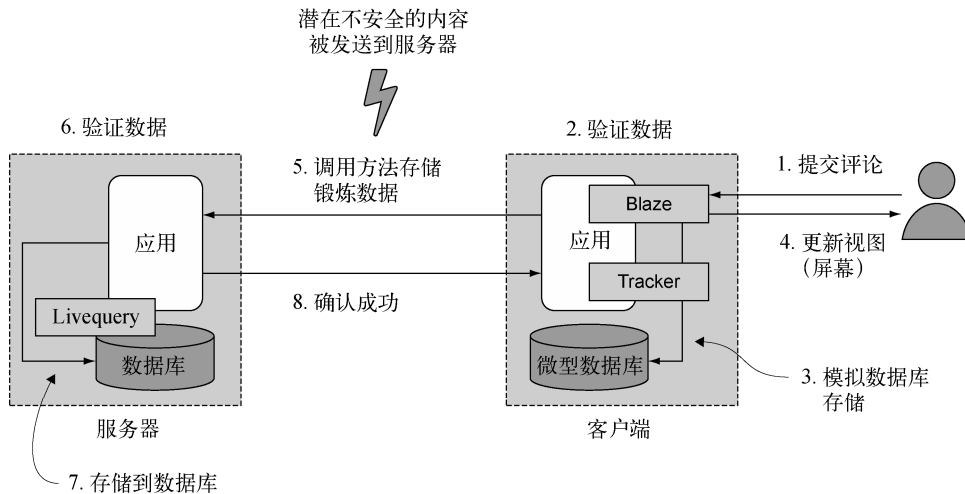 潜在不安全的内容
被发送到服务器
6. 验证数据
2. 验证数据
5. 调用方法存储
锻炼数据
1. 提交评论
Blaze
应用
应用
4. 更新视图
（屏幕）
Tracker
8. 确认成功
Livequery
数据库
微型数据库
3. 模拟数据库
存储
服务器
客户端
7. 存储到数据库